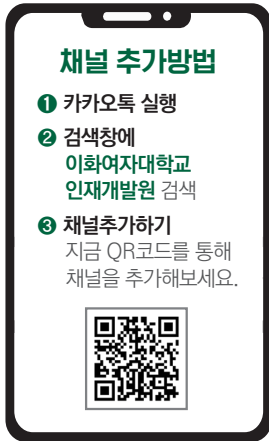 채널 추가방법
❶ 카카오톡 실행
❷ 검색창에
이화여자대학교
인재개발원 검색
❸ 채널추가하기
지금 QR코드를 통해
채널을 추가해보세요.